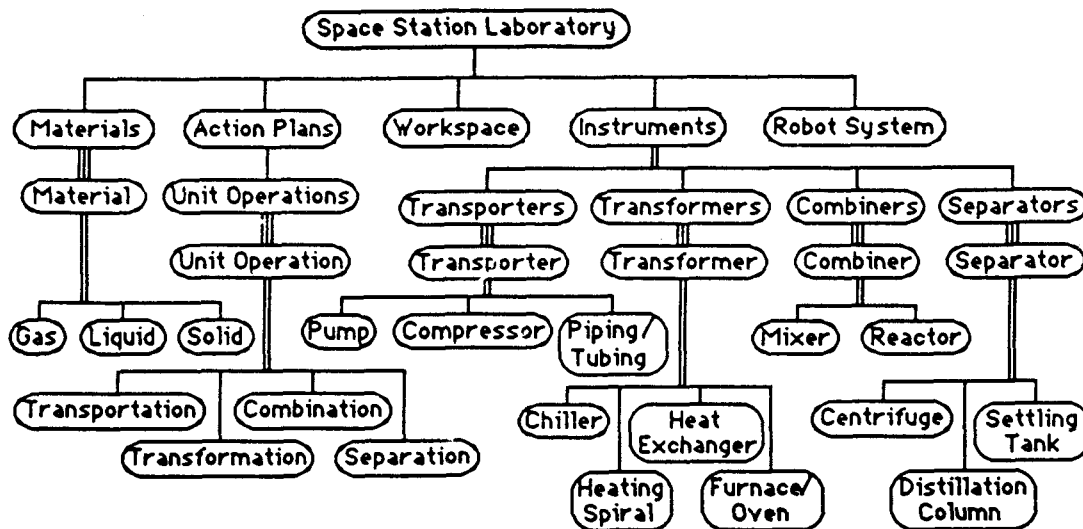 Space Station Laboratory
Materials
Action Plans
Workspace
Instruments
Robot System
Material
Unit Operations
Transporters
Transformers
Combiners
Separators
Unit Operation
Transporter
Transformer
Combiner
Separator
Gas
Liquid
Solid
Pump
Compressor
Piping/
Tubing
Mixer
Reactor
Transportation
Combination
Chiller
Heat
Exchanger
Centrifuge
Settling
Tank
Transformation
Separation
Heating
Spiral
Furnace/
Oven
Distillation
Column